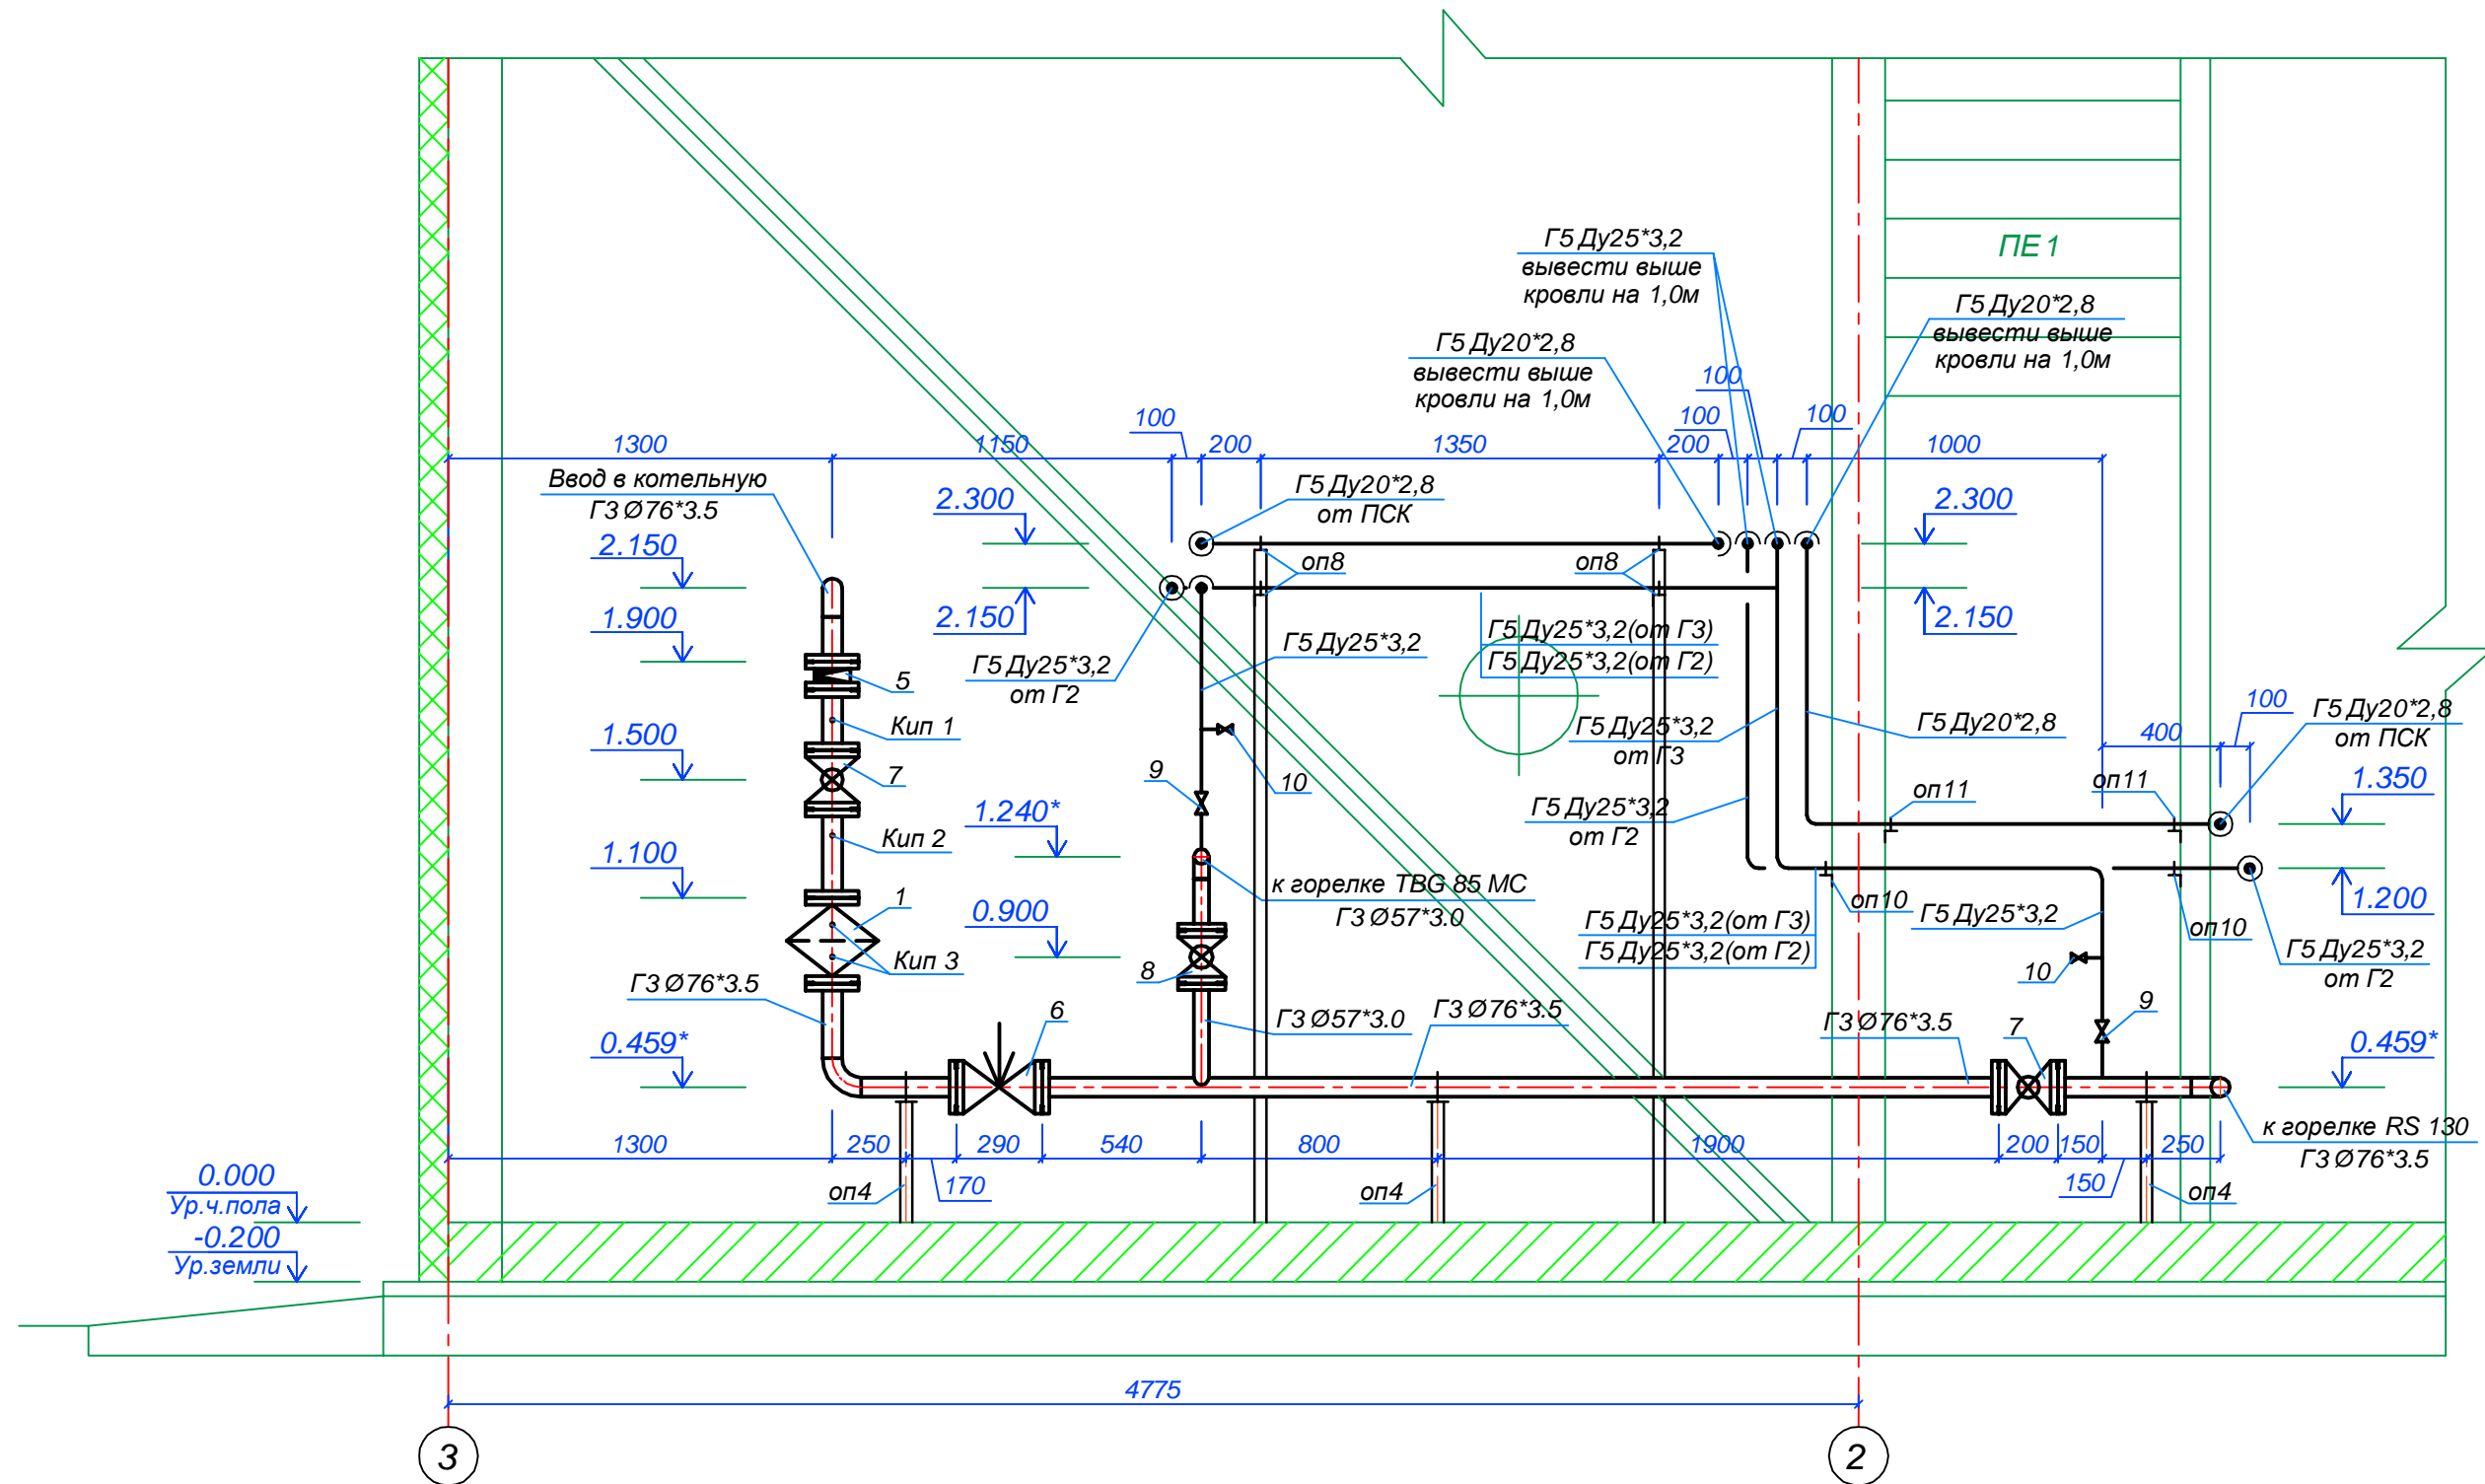 ПЕ1
Г5 Ду25*3,2
вывести выше
кровли на 1,0м
Г5 Ду20*2,8
вывести выше
кровли на 1,0м
Г5 Ду20*2,8
вывести выше
кровли на 1,0м
100
100
100
100
1300
1150
200
1350
200
1000
Ввод в котельную
Г3 Ø76*3.5
2.300
Г5 Ду20*2,8
от ПСК
2.300
2.150
оп8
оп8
1.900
2.150
2.150
Г5 Ду25*3,2
от Г2
Г5 Ду25*3,2
Г5 Ду25*3,2(от Г3)
Г5 Ду25*3,2(от Г2)
5
Кип 1
1.500
7
Г5 Ду25*3,2
от Г3
Г5 Ду20*2,8
100
400
Г5 Ду20*2,8
от ПСК
9
10
оп11
оп11
1.350
1.240*
Г5 Ду25*3,2
от Г2
Кип 2
1.100
1
к горелке TBG 85 MC
Г3 Ø57*3.0
0.900
оп10
Г5 Ду25*3,2
1.200
оп10
Г5 Ду25*3,2(от Г3)
Г5 Ду25*3,2(от Г2)
Кип 3
8
10
Г5 Ду25*3,2
от Г2
Г3 Ø76*3.5
6
Г3 Ø57*3.0
Г3 Ø76*3.5
Г3 Ø76*3.5
7
9
0.459*
0.459*
1300
250
290
540
800
1900
200
150
250
к горелке RS 130
Г3 Ø76*3.5
170
150
оп4
оп4
оп4
0.000
Ур.ч.пола
-0.200
Ур.земли
4775
3
2